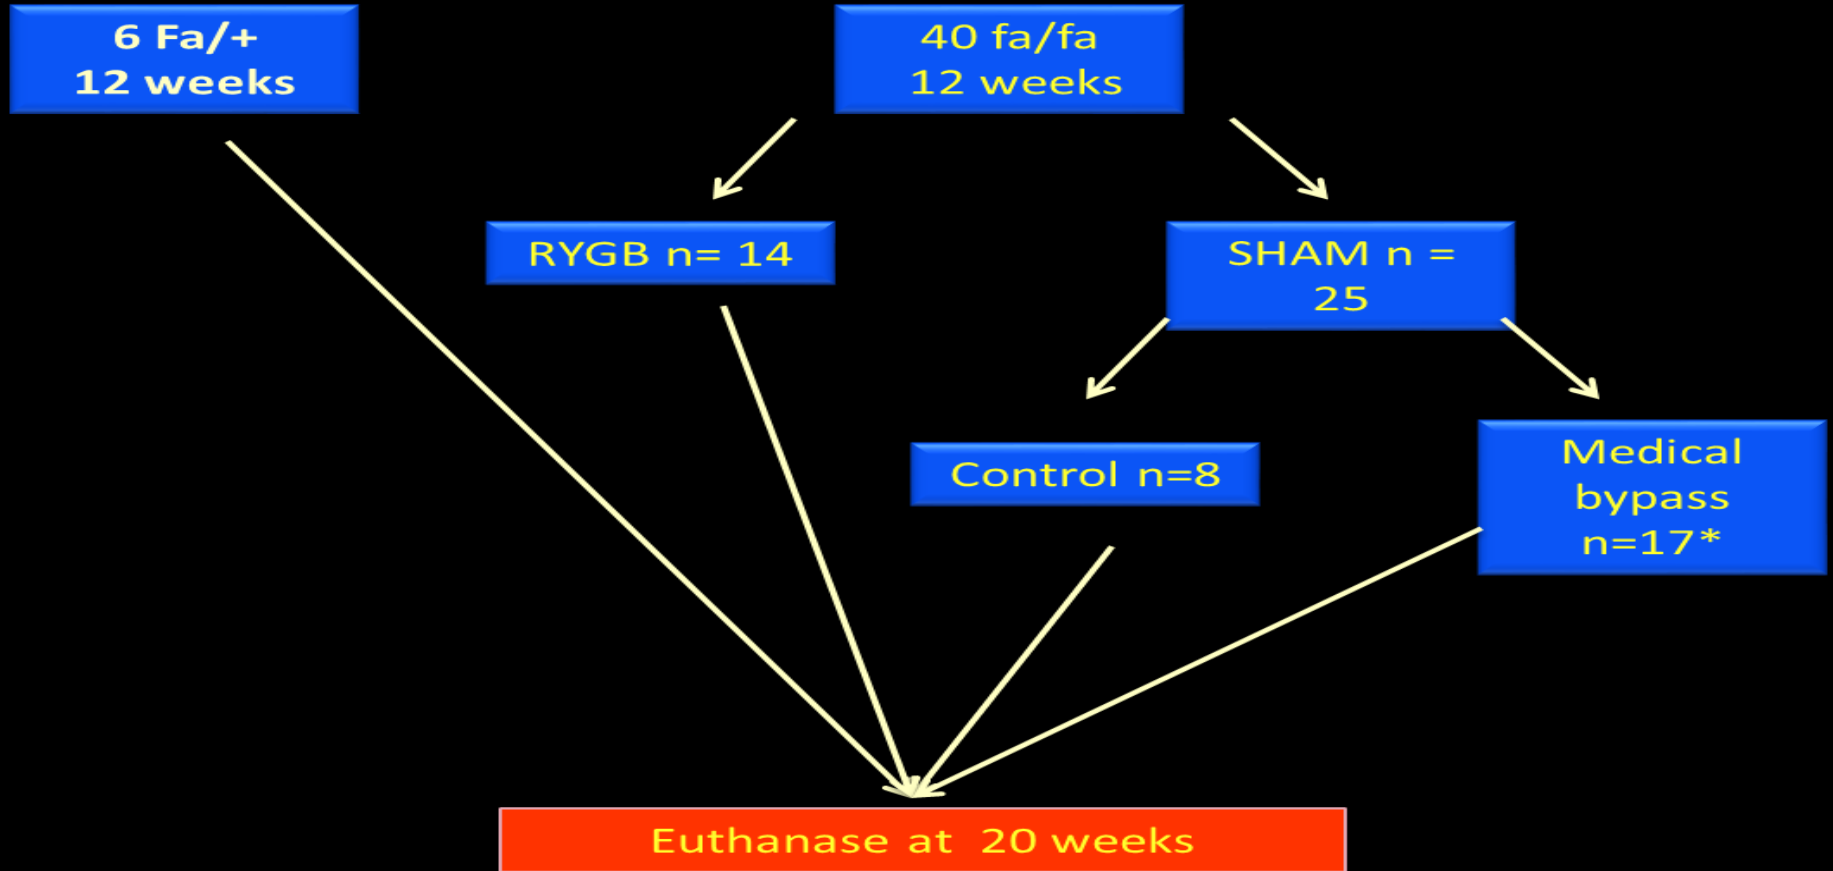 6 Fa/+
12 weeks
40 fa/fa
12 weeks
RYGB n= 14
SHAM n =
25
Control n=8
Medical
bypass
n=17*
Euthanase at  20 weeks